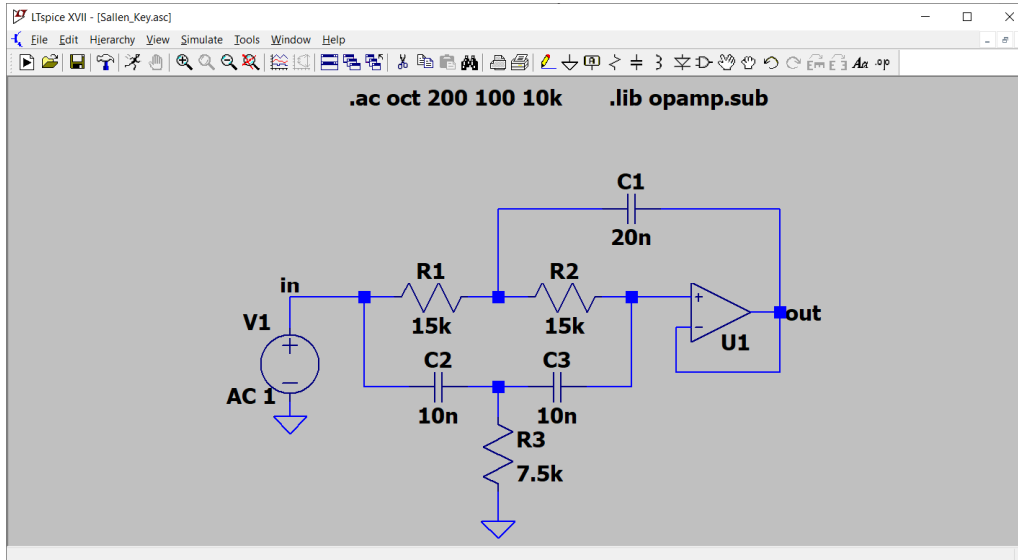 LTspice XVII - [Sallen_Key.asc]
File Edit Hierarchy View Simulate Tools Window Help
Aa .op
.ac oct 200 100 10k .lib opamp.sub
C1
20n
R1 R2
in
15k 15k
+
-
out
V1
U1
C2 C3
AC 1
10n 10n
R3
7.5k